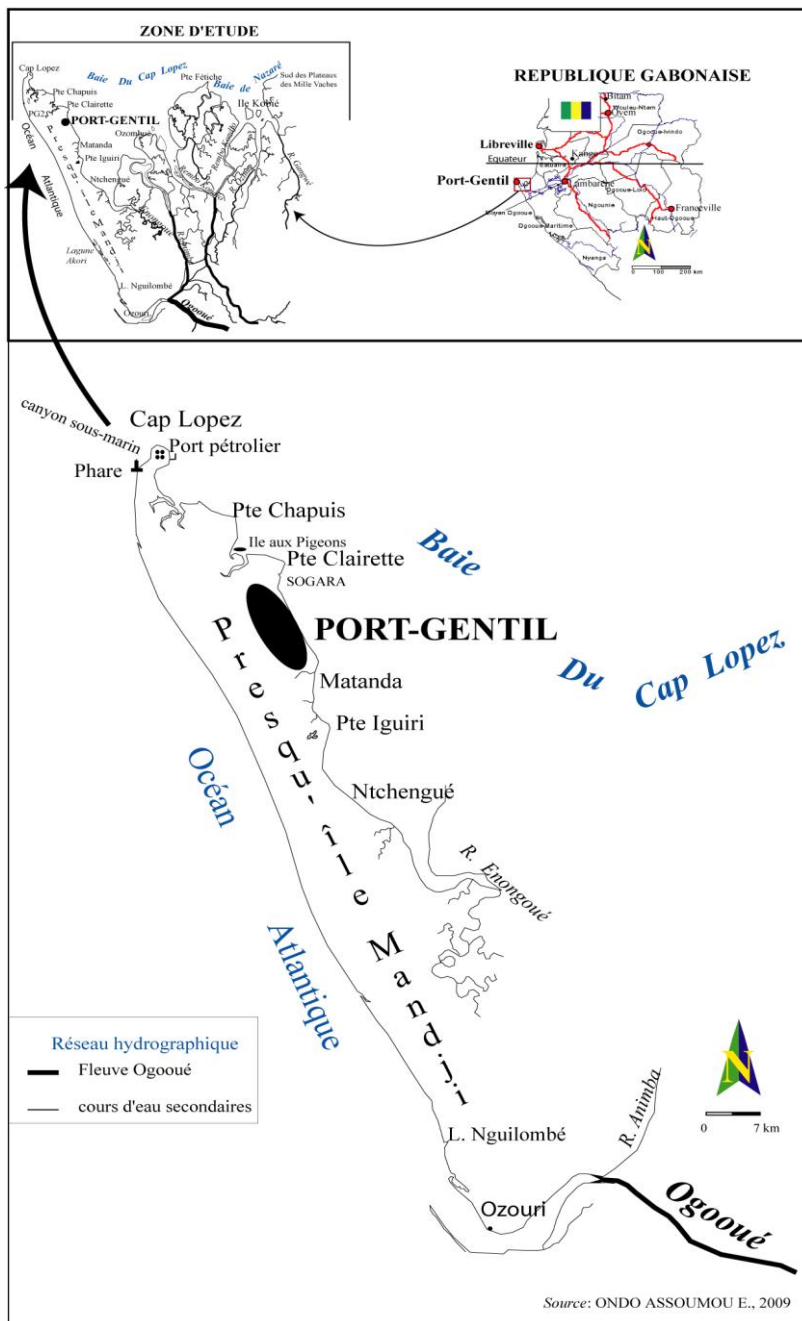 ZONE D'ETUDE
Cap Lopez
Baie Du Cap Lopez
Pte Fétiche
Baie de Nazaré
Sud des Plateaux
des Mille Vaches
Pte Chapuis
Pte Clairette
PG2
PORT-GENTIL
Ozombué
Ile Kobié
Océan
Atlantique
Matanda
Pte Iguiri
Ntchengué
Presqu'île Mandji
Lagune
Akori
L. Nguilombé
Ozouri
Ogooué
REPUBLIQUE GABONAISE
Bitam
Oyem
Libreville
Equateur
Kango
Ogooué-Ivindo
Port-Gentil
Lambaréné
Ogooué-Lolo
Franceville
Haut-Ogooué
Ngounie
Moyen Ogooué
Ogooué-Maritime
Nyanga
0 100 200 km
canyon sous-marin
Cap Lopez
Port pétrolier
Phare
Pte Chapuis
Ile aux Pigeons
Pte Clairette
SOGARA
Baie
Du Cap Lopez
PORT-GENTIL
Presqu'île Mandji
Matanda
Pte Iguiri
Océan
Atlantique
Ntchengué
R. Enongoué
Réseau hydrographique
Fleuve Ogooué
cours d'eau secondaires
N
0 7 km
L. Nguilombé
R. Animba
Ozouri
Ogooué
Source: ONDO ASSOUMOU E., 2009